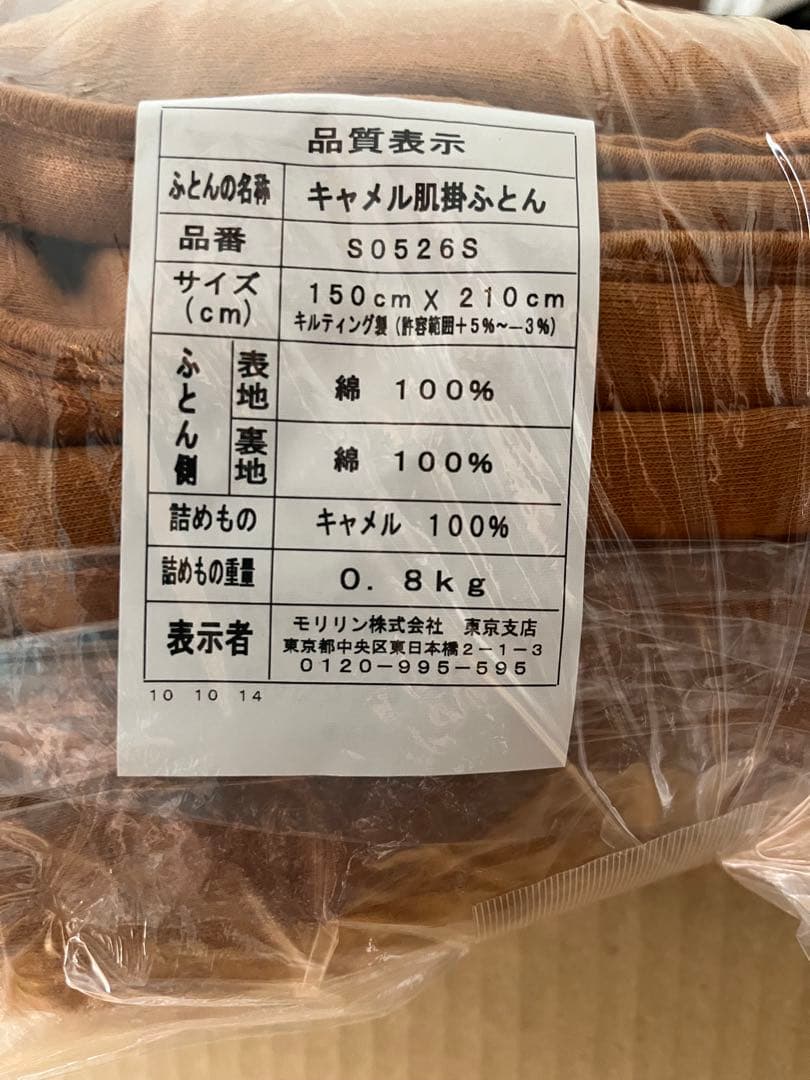 品質表示
ふとんの名称 キャメル肌掛ふとん
品番 S0526S
サイズ(cm) 150cm X 210cm
キルティング製 (許容範囲+5%~-3%)
ふとん側 表地 綿 100%
裏地 綿 100%
詰めもの キャメル 100%
詰めもの重量 0.8kg
表示者 モリリン株式会社 東京支店
東京都中央区東日本橋2-1-3
0120-995-595
10 10 14